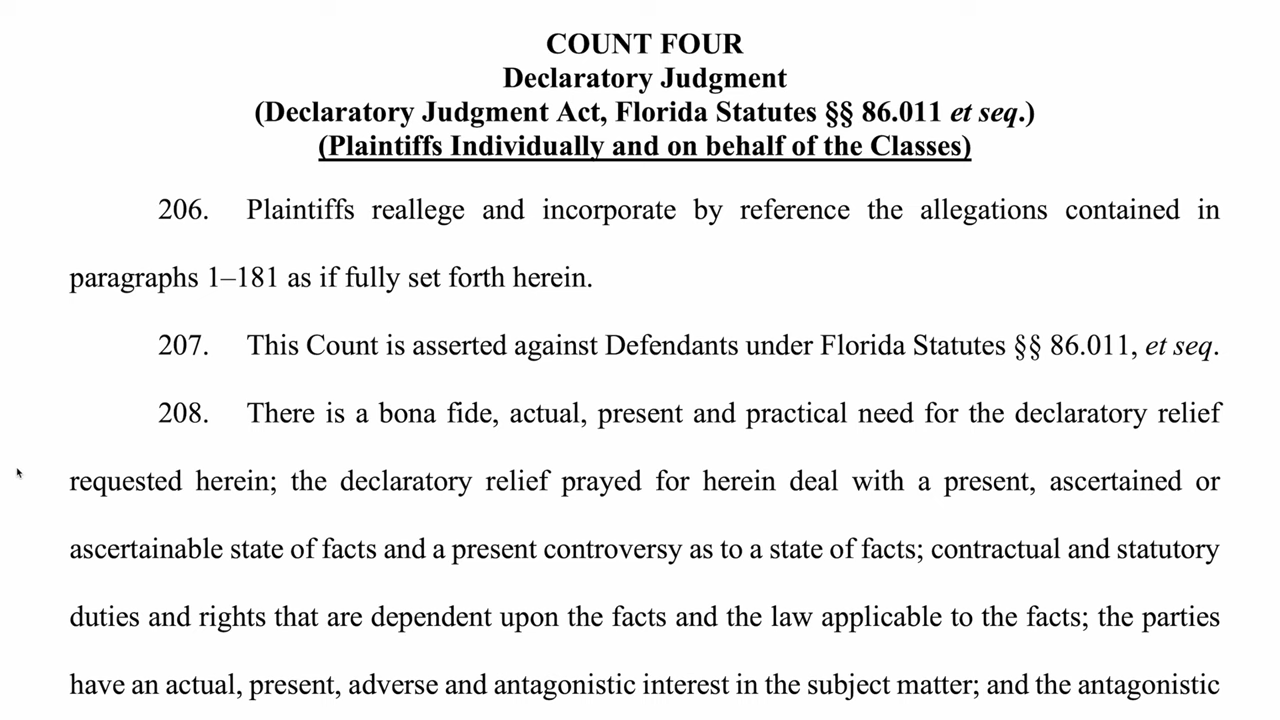 COUNT FOUR
Declaratory Judgment
(Declaratory Judgment Act, Florida Statutes §§ 86.011 et seq.)
(Plaintiffs Individually and on behalf of the Classes)
206. Plaintiffs reallege and incorporate by reference the allegations contained in
paragraphs 1–181 as if fully set forth herein.
207. This Count is asserted against Defendants under Florida Statutes §§ 86.011, et seq.
208. There is a bona fide, actual, present and practical need for the declaratory relief
requested herein; the declaratory relief prayed for herein deal with a present, ascertained or
ascertainable state of facts and a present controversy as to a state of facts; contractual and statutory
duties and rights that are dependent upon the facts and the law applicable to the facts; the parties
have an actual, present, adverse and antagonistic interest in the subject matter; and the antagonistic